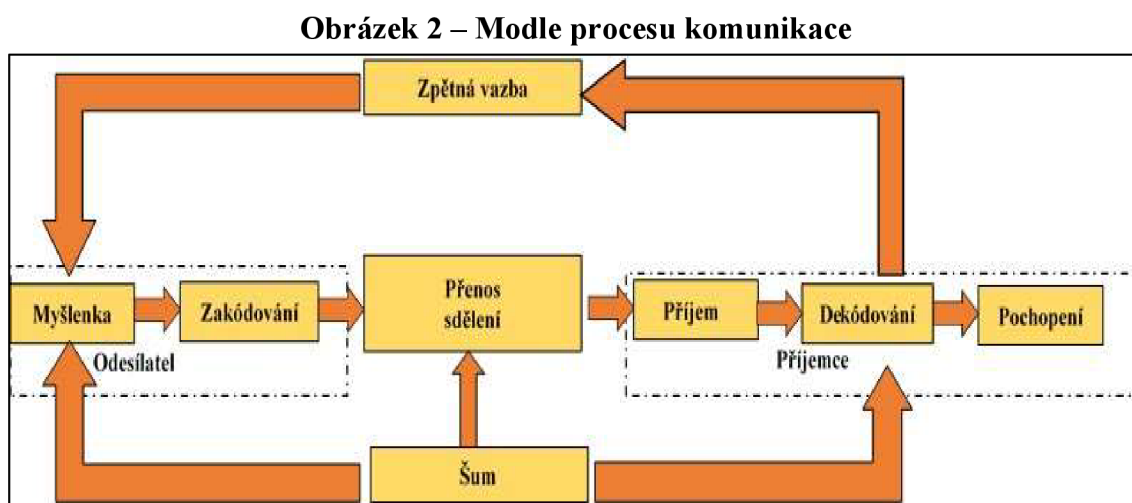 Obrázek 2 – Modle procesu komunikace
Zpětná vazba
Myšlenka
Zakódování
Přenos
sdělení
Příjem
Dekódování
Pochopení
Odesílatel
Příjemce
Šum